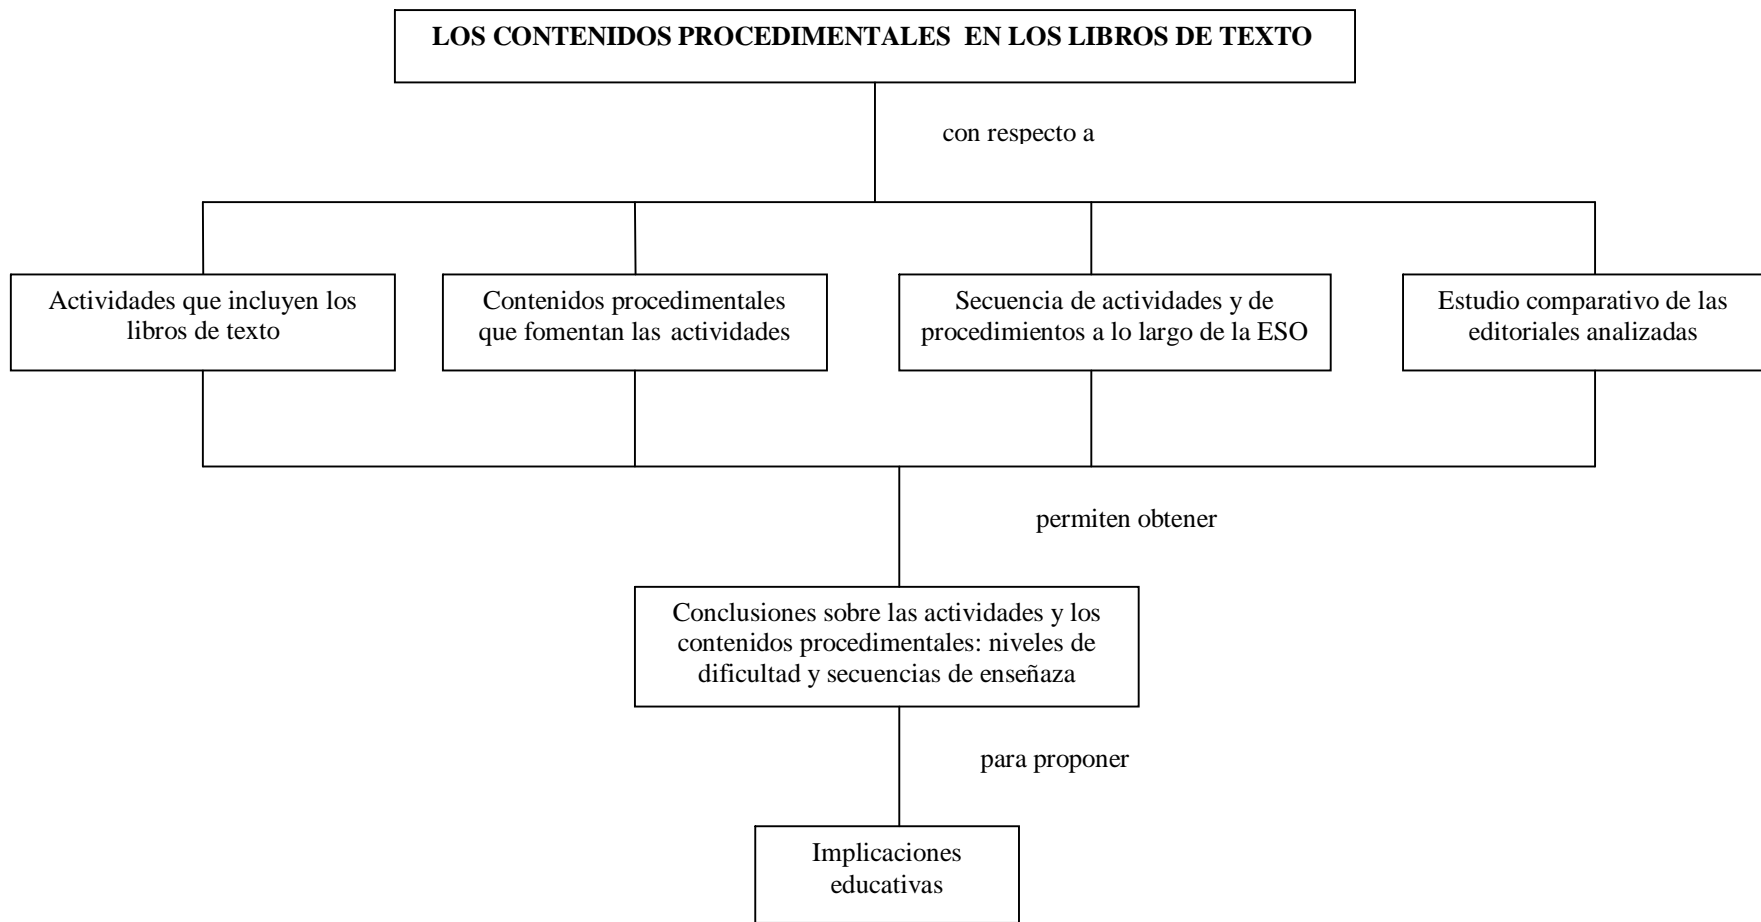 LOS CONTENIDOS PROCEDIMENTALES EN LOS LIBROS DE TEXTO
con respecto a
Actividades que incluyen los
libros de texto
Contenidos procedimentales
que fomentan las actividades
Secuencia de actividades y de
procedimientos a lo largo de la ESO
Estudio comparativo de las
editoriales analizadas
permiten obtener
Conclusiones sobre las actividades y los
contenidos procedimentales: niveles de
dificultad y secuencias de enseñaza
para proponer
Implicaciones
educativas